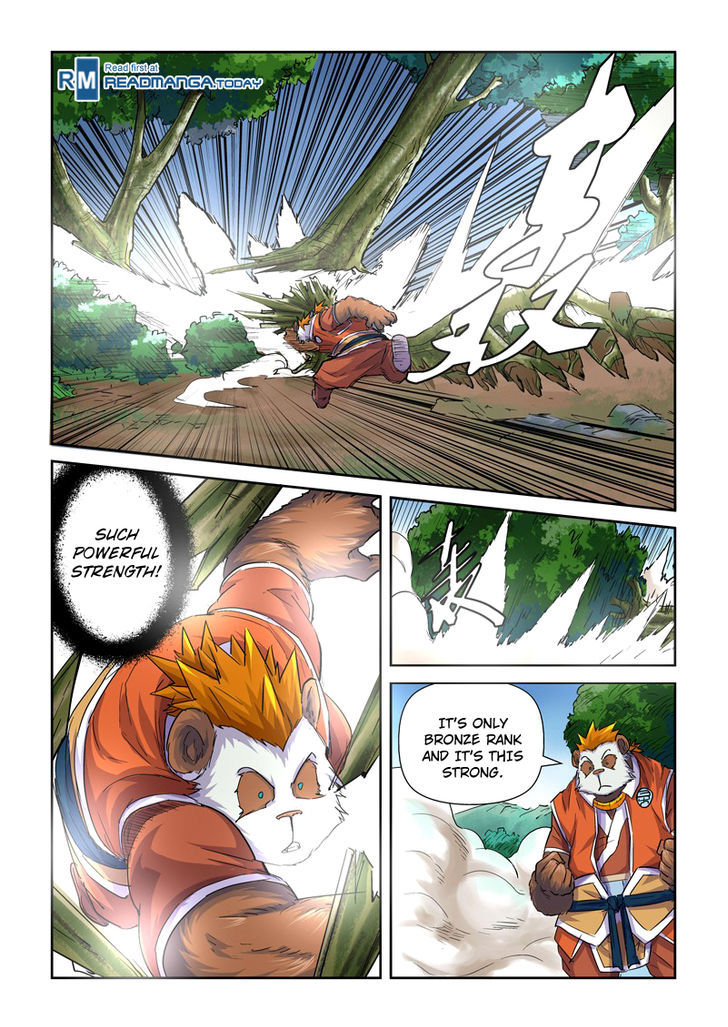 RM
Read first at
READMANGA.TODAY
SUCH
POWERFUL
STRENGTH!
IT'S ONLY
BRONZE RANK
AND IT'S THIS
STRONG.